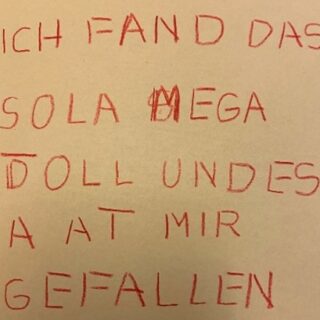 ICH FAND DAS
SOLA MEGA
DOLL UNDES
A AT MIR
GEFALLEN